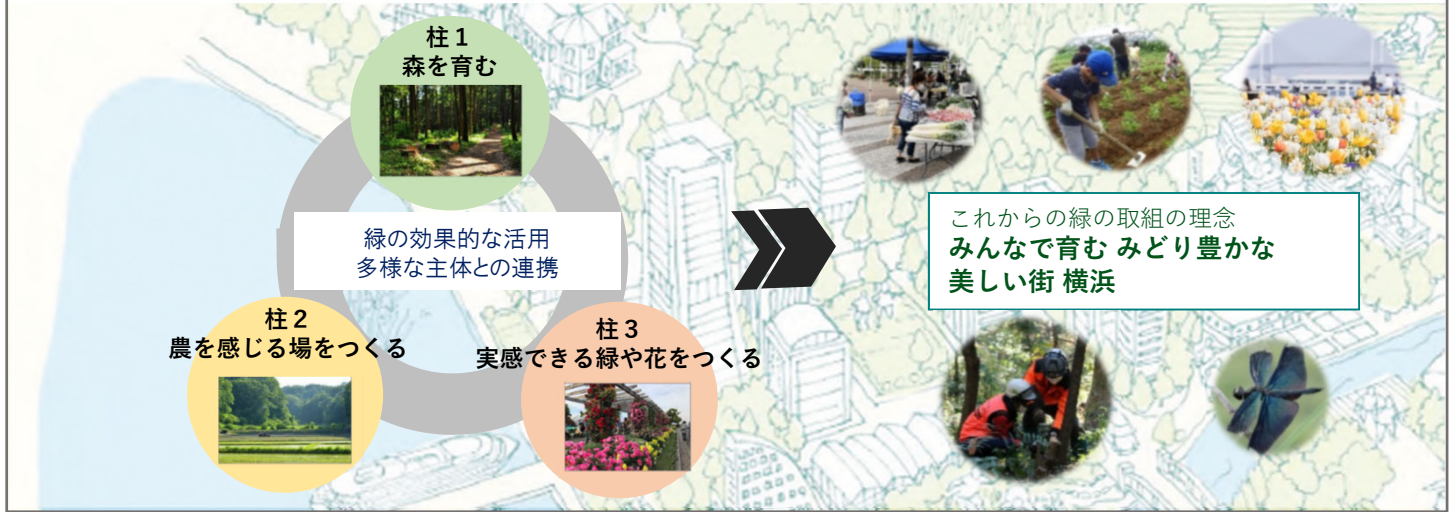 柱１
森を育む
緑の効果的な活用
多様な主体との連携
柱２
農を感じる場をつくる
柱３
実感できる緑や花をつくる
これからの緑の取組の理念
みんなで育む みどり豊かな
美しい街 横浜